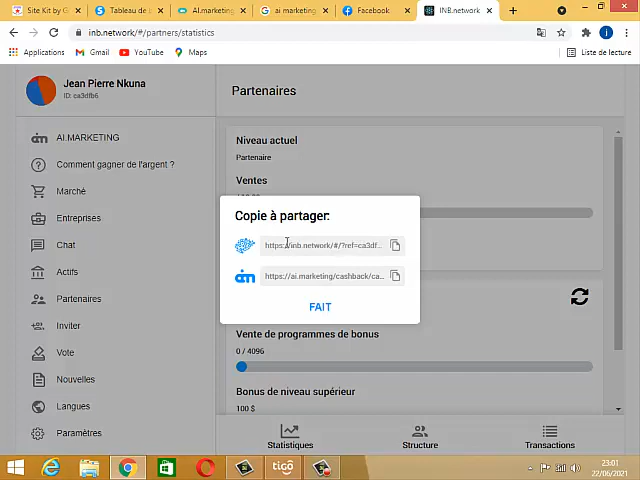 Site Kit by G
Tableau de b
AI.marketing
ai marketing
Facebook
INB.network
inb.network/#/partners/statistics
Applications
Gmail
YouTube
Maps
Liste de lecture
Jean Pierre Nkuna
ID: ca3dfb6
Partenaires
AI.MARKETING
Comment gagner de l'argent ?
Marché
Entreprises
Chat
Actifs
Partenaires
Inviter
Vote
Nouvelles
Langues
Paramètres
Niveau actuel
Partenaire
Ventes
Copie à partager:
https://inb.network/#/?ref=ca3df...
https://ai.marketing/cashback/ca...
FAIT
Vente de programmes de bonus
0 / 4096
Bonus de niveau supérieur
100 $
Statistiques
Structure
Transactions
tigo
23:01
22/06/2021